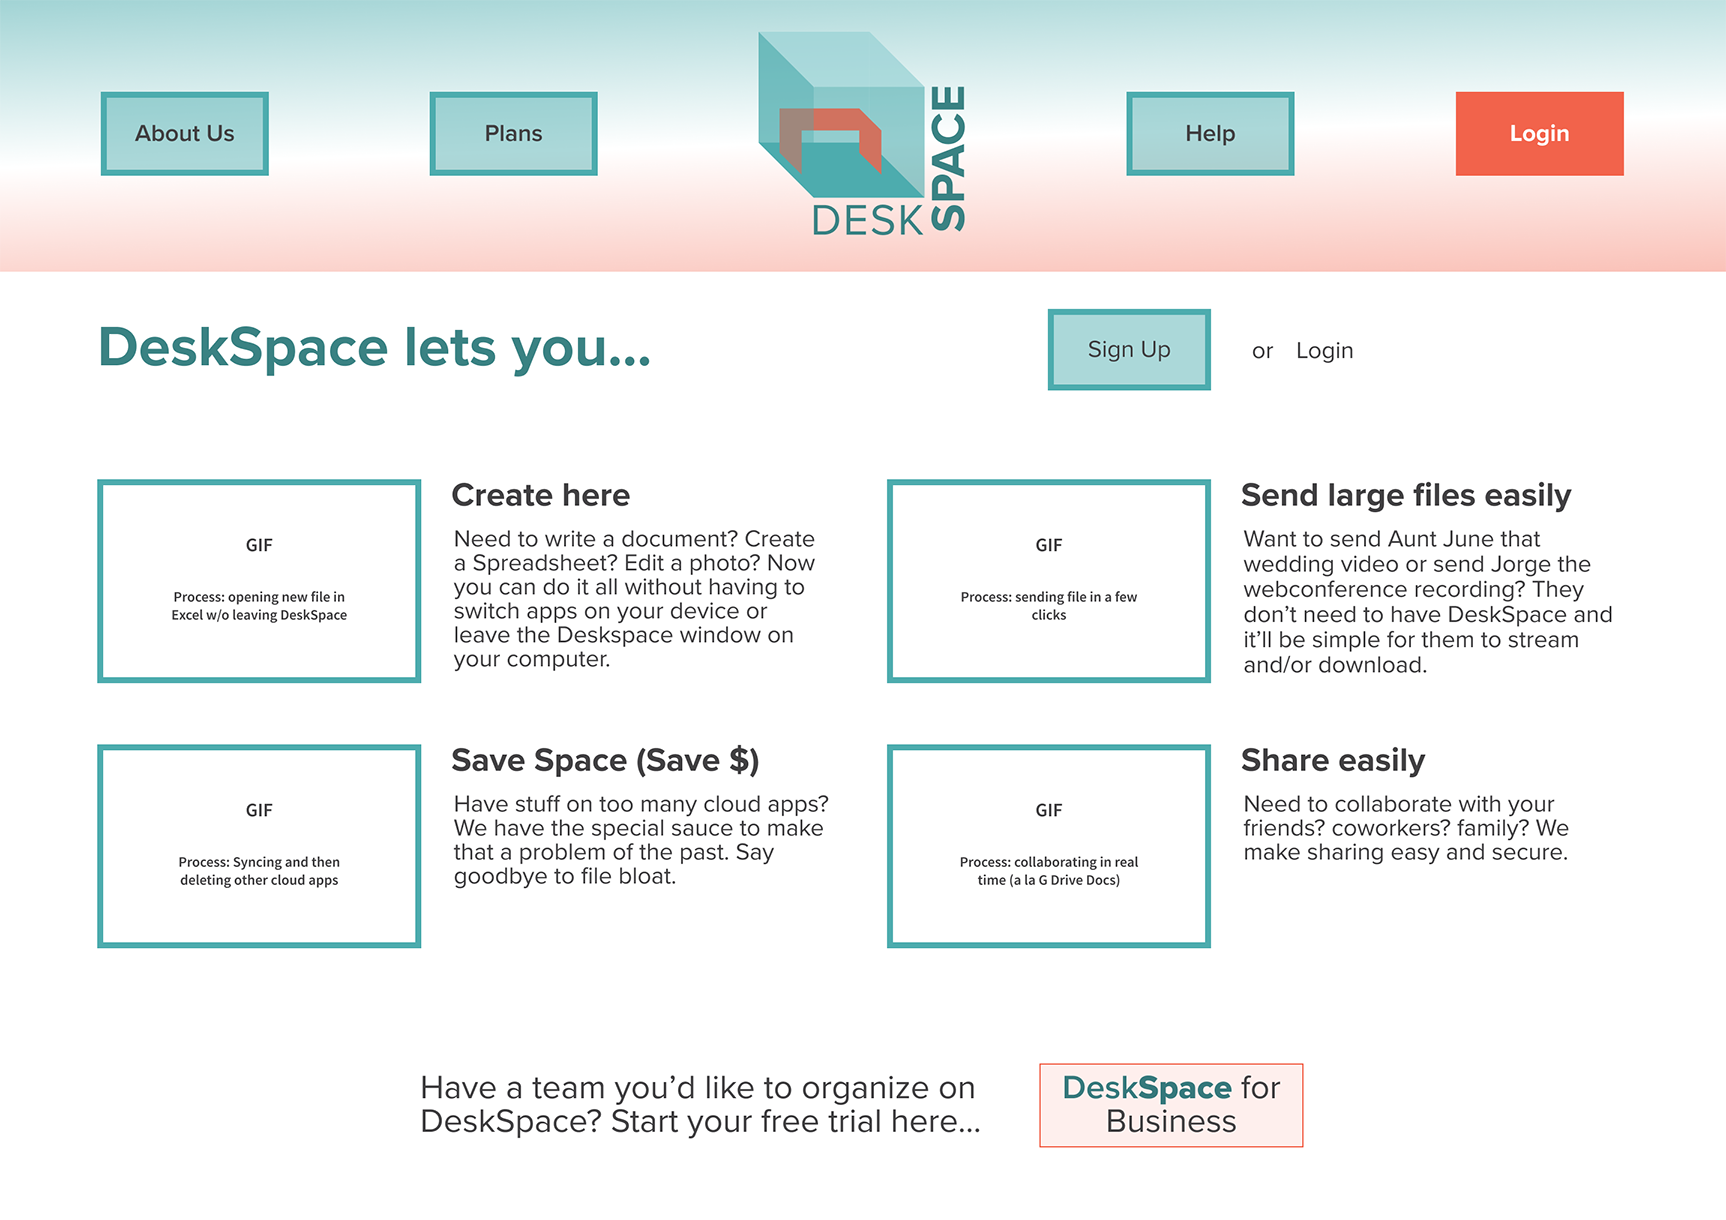 About Us
Plans
DESK
SPACE
Help
Login
DeskSpace lets you...
Sign Up
or Login
GIF
Process: opening new file in
Excel w/o leaving DeskSpace
Create here
Need to write a document? Create
a Spreadsheet? Edit a photo? Now
you can do it all without having to
switch apps on your device or
leave the Deskspace window on
your computer.
GIF
Process: sending file in a few
clicks
Send large files easily
Want to send Aunt June that
wedding video or send Jorge the
webconference recording? They
don’t need to have DeskSpace and
it’ll be simple for them to stream
and/or download.
GIF
Process: Syncing and then
deleting other cloud apps
Save Space (Save $)
Have stuff on too many cloud apps?
We have the special sauce to make
that a problem of the past. Say
goodbye to file bloat.
GIF
Process: collaborating in real
time (a la G Drive Docs)
Share easily
Need to collaborate with your
friends? coworkers? family? We
make sharing easy and secure.
Have a team you’d like to organize on
DeskSpace? Start your free trial here...
DeskSpace for
Business